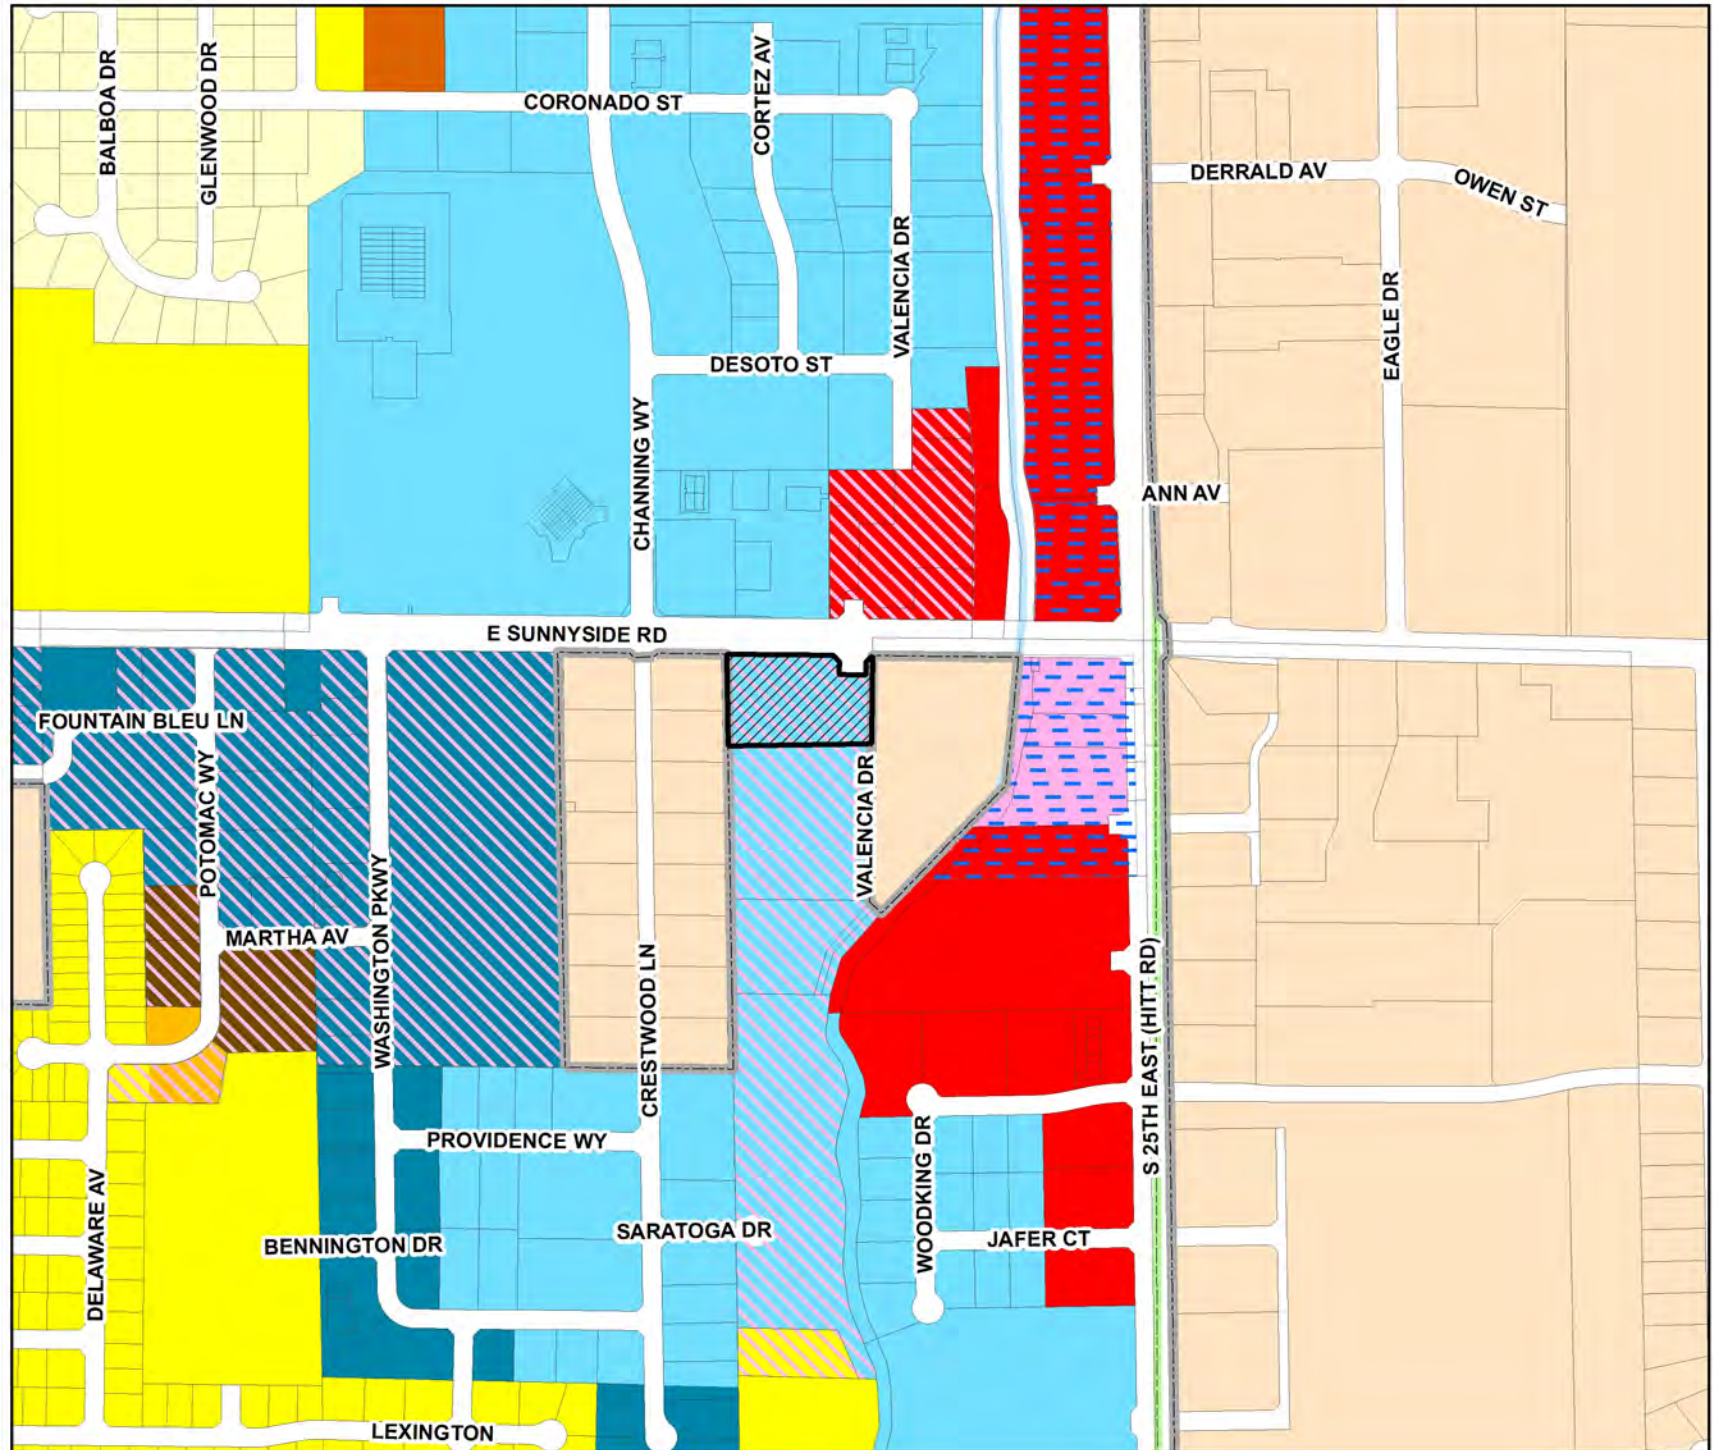 BALBOA DR
GLENWOOD DR
CORONADO ST
CORTEZ AV
DERRALD AV
OWEN ST
VALENCIA DR
EAGLE DR
DESOTO ST
CHANNING WY
ANN AV
E SUNNYSIDE RD
FOUNTAIN BLEU LN
POTOMAC WY
VALENCIA DR
WASHINGTON PKWY
MARTHA AV
CRESTWOOD LN
S 25TH EAST (HITT RD)
PROVIDENCE WY
WOODKING DR
DELAWARE AV
BENNINGTON DR
SARATOGA DR
JAFER CT
LEXINGTON